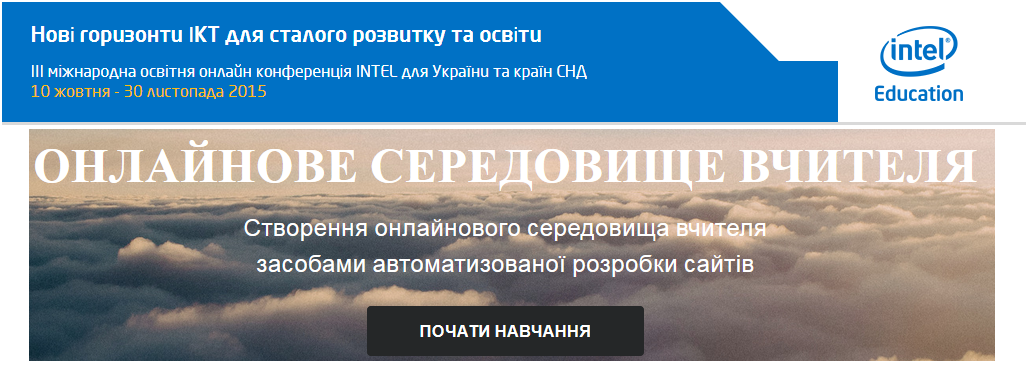 Нові горизонти ІКТ для сталого розвитку та освіти
ІІІ міжнародна освітня онлайн конференція INTEL для України та країн СНД
10 жовтня - 30 листопада 2015
intel
Education
ОНЛАЙНОВЕ СЕРЕДОВИЩЕ ВЧИТЕЛЯ
Створення онлайнового середовища вчителя
засобами автоматизованої розробки сайтів
ПОЧАТИ НАВЧАННЯ